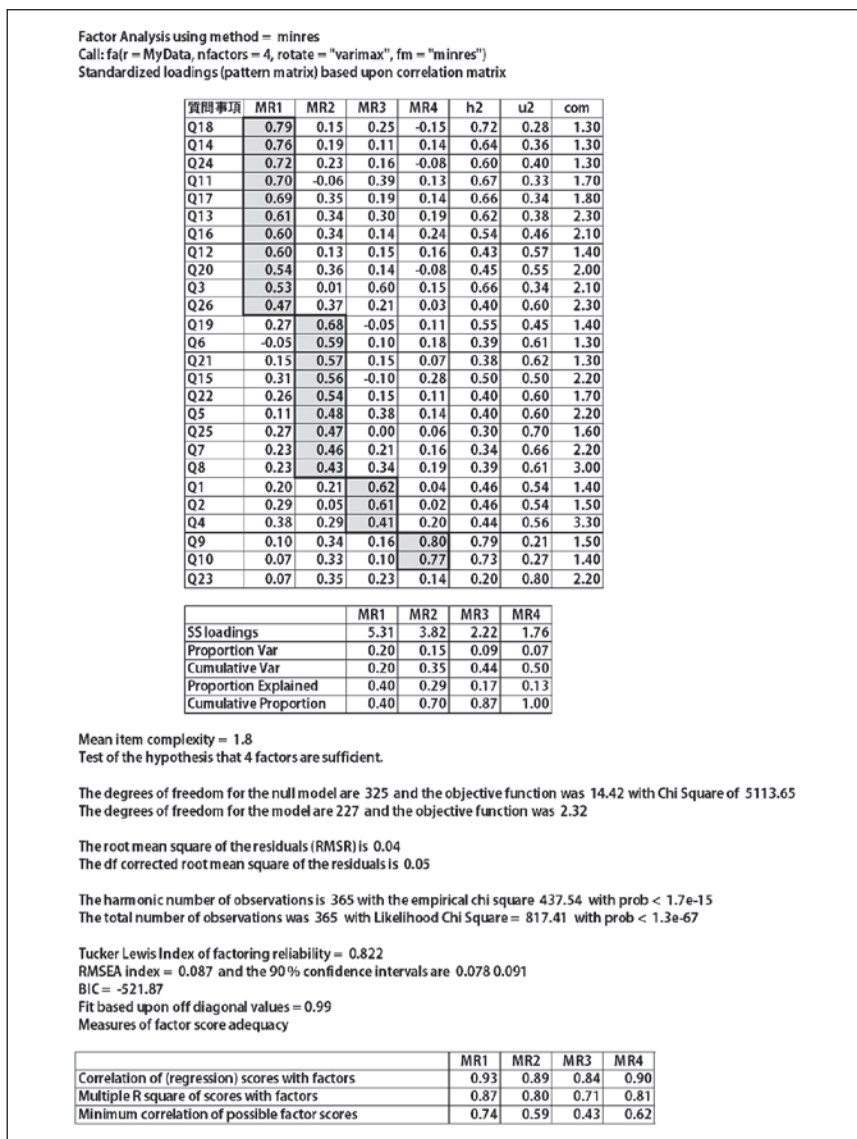 Factor Analysis using method = minres
Call: fa(r = MyData, nfactors = 4, rotate = "varimax", fm = "minres")
Standardized loadings (pattern matrix) based upon correlation matrix
質問事項 MR1 MR2 MR3 MR4 h2 u2 com
Q18 0.79 0.15 0.25 -0.15 0.72 0.28 1.30
Q14 0.76 0.19 0.11 0.14 0.64 0.36 1.30
Q24 0.72 0.23 0.16 -0.08 0.60 0.40 1.30
Q11 0.70 -0.06 0.39 0.13 0.67 0.33 1.70
Q17 0.69 0.35 0.19 0.14 0.66 0.34 1.80
Q13 0.61 0.34 0.30 0.19 0.62 0.38 2.30
Q16 0.60 0.34 0.14 0.24 0.54 0.46 2.10
Q12 0.60 0.13 0.15 0.16 0.43 0.57 1.40
Q20 0.54 0.36 0.14 -0.08 0.45 0.55 2.00
Q3 0.53 0.01 0.60 0.15 0.66 0.34 2.10
Q26 0.47 0.37 0.21 0.03 0.40 0.60 2.30
Q19 0.27 0.68 -0.05 0.11 0.55 0.45 1.40
Q6 -0.05 0.59 0.10 0.18 0.39 0.61 1.30
Q21 0.15 0.57 0.15 0.07 0.38 0.62 1.30
Q15 0.31 0.56 -0.10 0.28 0.50 0.50 2.20
Q22 0.26 0.54 0.15 0.11 0.40 0.60 1.70
Q5 0.11 0.48 0.38 0.14 0.40 0.60 2.20
Q25 0.27 0.47 0.00 0.06 0.30 0.70 1.60
Q7 0.23 0.46 0.21 0.16 0.34 0.66 2.20
Q8 0.23 0.43 0.34 0.19 0.39 0.61 3.00
Q1 0.20 0.21 0.62 0.04 0.46 0.54 1.40
Q2 0.29 0.05 0.61 0.02 0.46 0.54 1.50
Q4 0.38 0.29 0.41 0.20 0.44 0.56 3.30
Q9 0.10 0.34 0.16 0.80 0.79 0.21 1.50
Q10 0.07 0.33 0.10 0.77 0.73 0.27 1.40
Q23 0.07 0.35 0.23 0.14 0.20 0.80 2.20
MR1 MR2 MR3 MR4
SS loadings 5.31 3.82 2.22 1.76
Proportion Var 0.20 0.15 0.09 0.07
Cumulative Var 0.20 0.35 0.44 0.50
Proportion Explained 0.40 0.29 0.17 0.13
Cumulative Proportion 0.40 0.70 0.87 1.00
Mean item complexity = 1.8
Test of the hypothesis that 4 factors are sufficient.
The degrees of freedom for the null model are 325 and the objective function was 14.42 with Chi Square of 5113.65
The degrees of freedom for the model are 227 and the objective function was 2.32
The root mean square of the residuals (RMSR) is 0.04
The df corrected root mean square of the residuals is 0.05
The harmonic number of observations is 365 with the empirical chi square 437.54 with prob < 1.7e-15
The total number of observations was 365 with Likelihood Chi Square = 817.41 with prob < 1.3e-67
Tucker Lewis Index of factoring reliability = 0.822
RMSEA index = 0.087 and the 90 % confidence intervals are 0.078 0.091
BIC = -521.87
Fit based upon off diagonal values = 0.99
Measures of factor score adequacy
MR1 MR2 MR3 MR4
Correlation of (regression) scores with factors 0.93 0.89 0.84 0.90
Multiple R square of scores with factors 0.87 0.80 0.71 0.81
Minimum correlation of possible factor scores 0.74 0.59 0.43 0.62